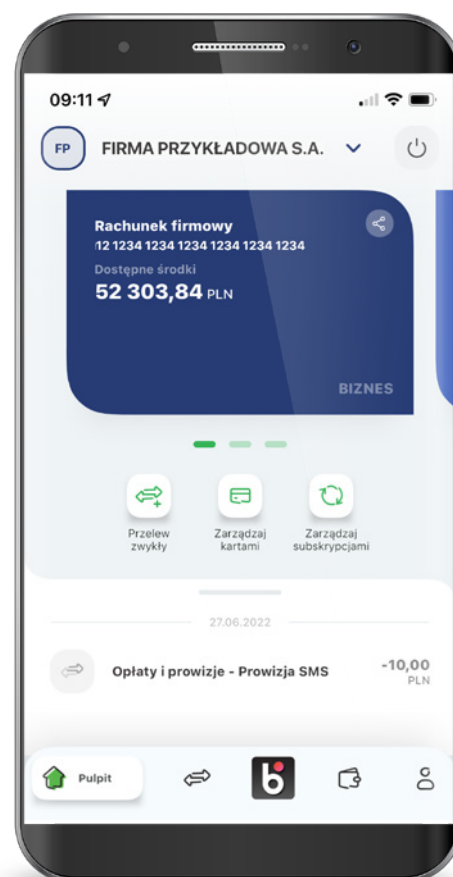 09:11
FP
FIRMA PRZYKŁADOWA S.A.
Rachunek firmowy
12 1234 1234 1234 1234 1234 1234
Dostępne środki
52 303,84 PLN
BIZNES
Przelew
zwykły
Zarządzaj
kartami
Zarządzaj
subskrypcjami
27.06.2022
Opłaty i prowizje - Prowizja SMS
-10,00
PLN
Pulpit